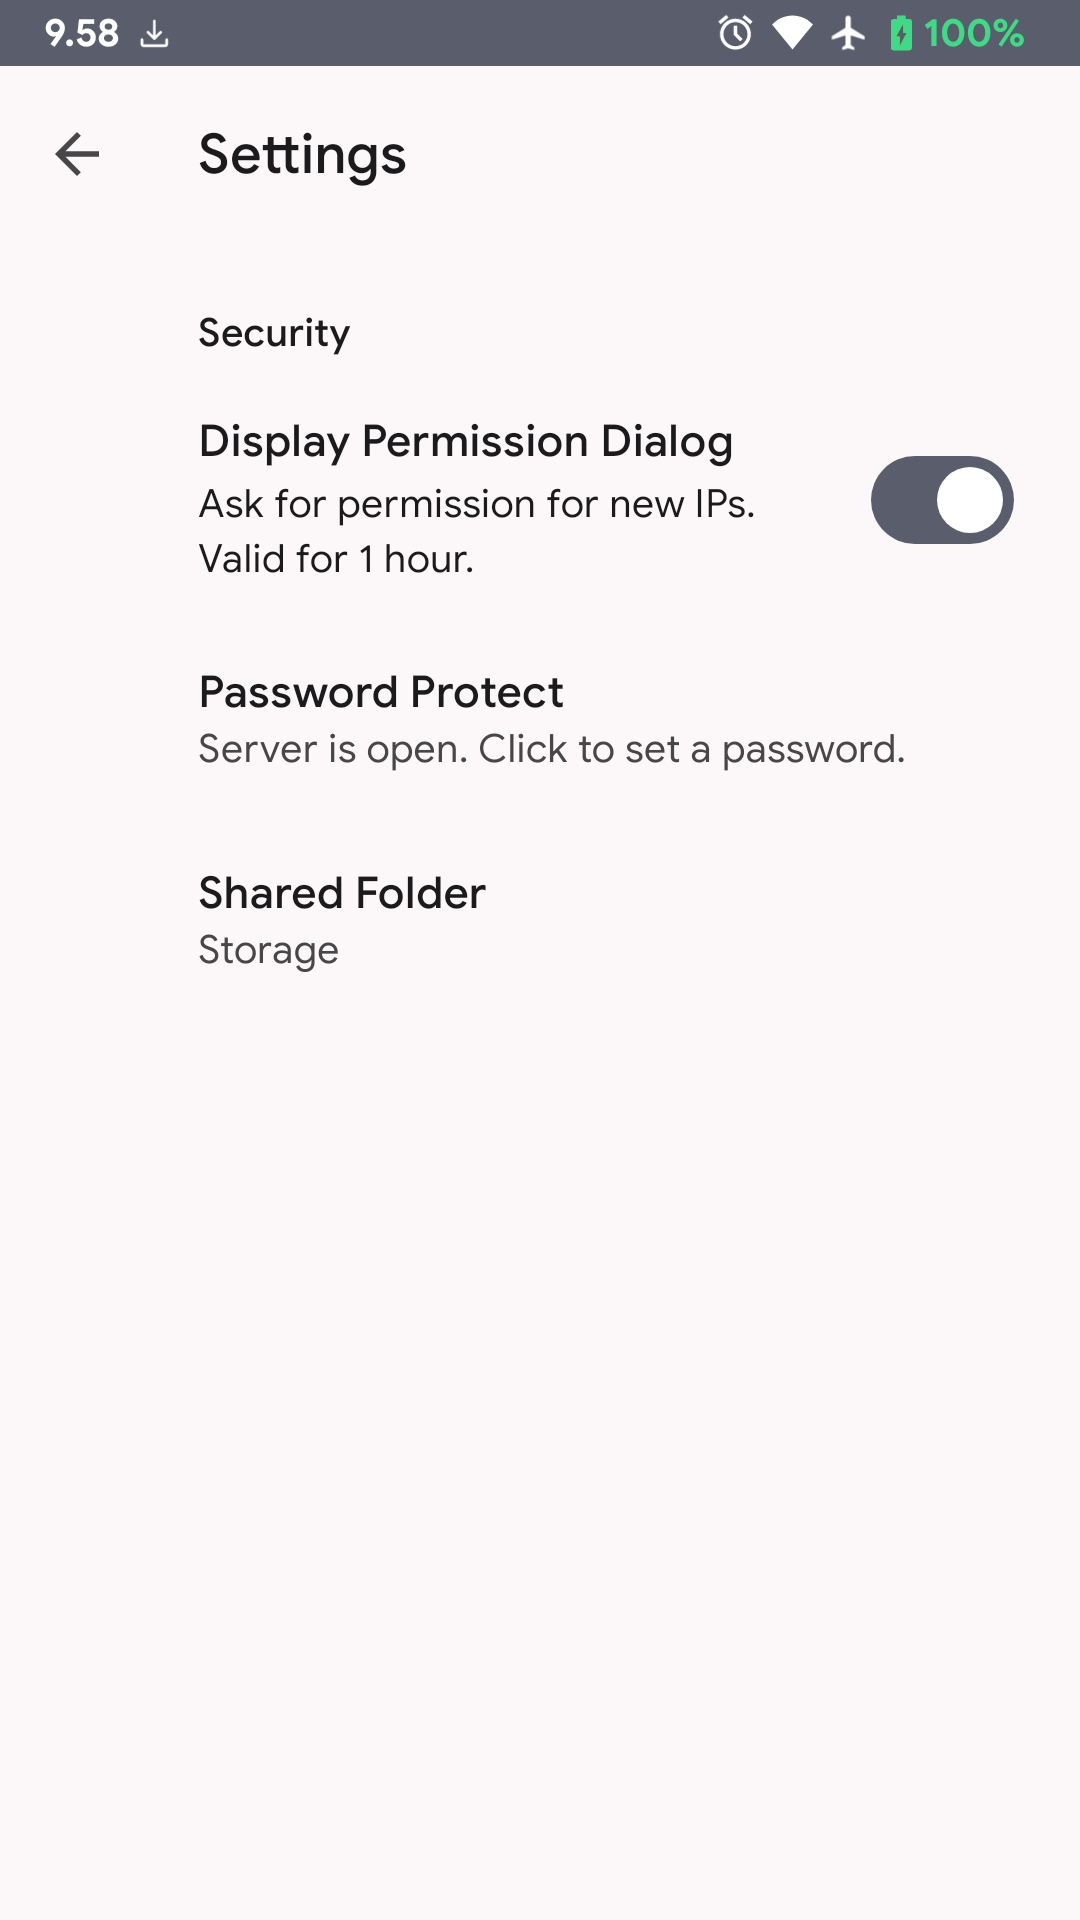 9.58
100%
Settings
Security
Display Permission Dialog
Ask for permission for new IPs.
Valid for 1 hour.
Password Protect
Server is open. Click to set a password.
Shared Folder
Storage